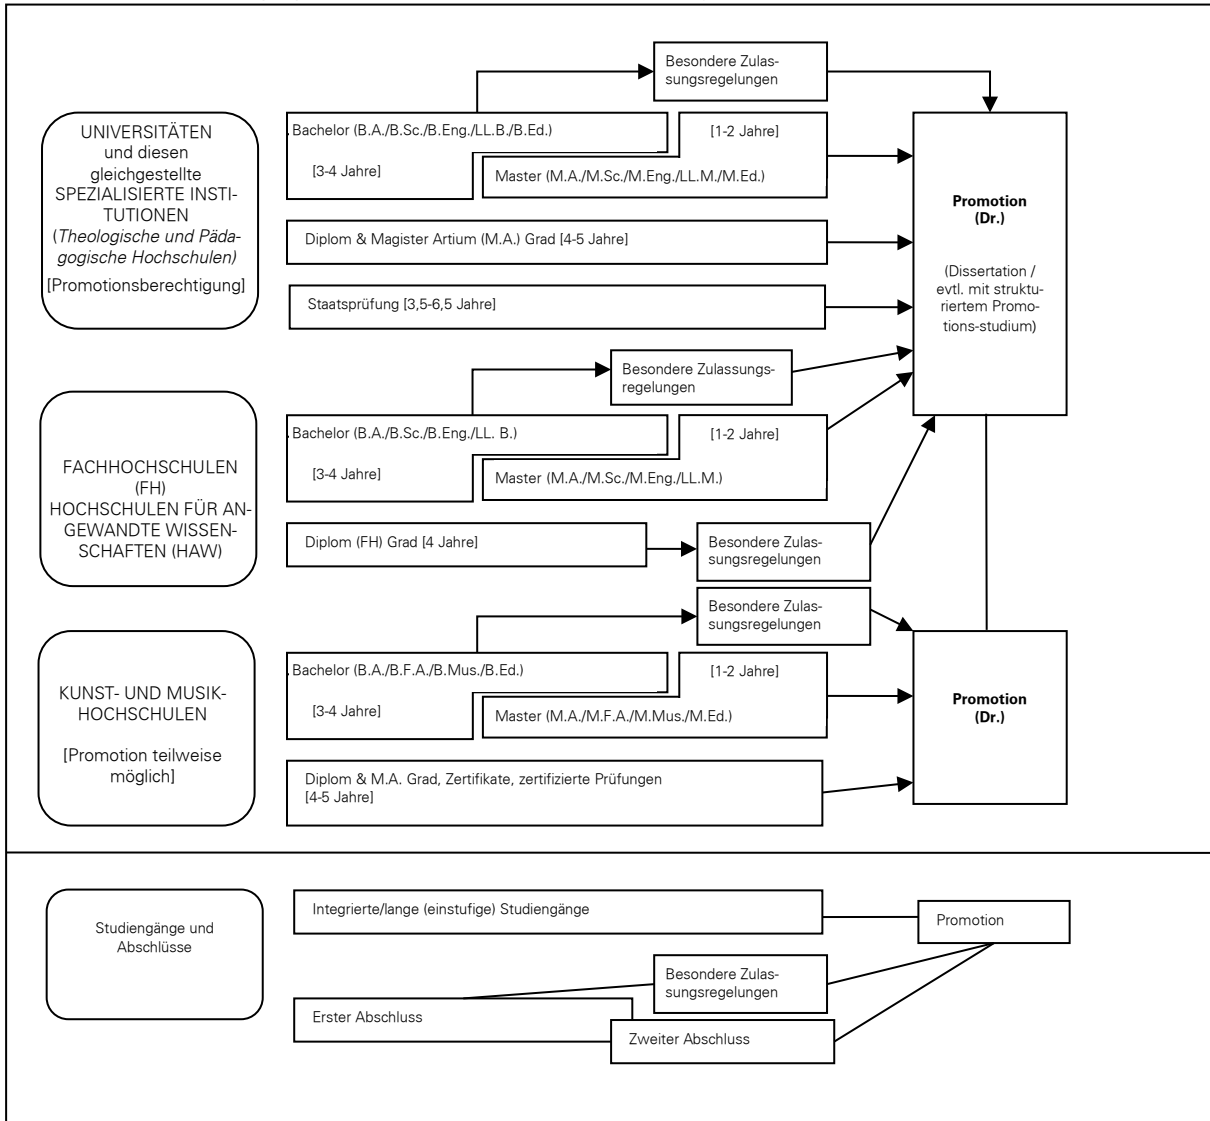 Besondere Zulas-
sungsregelungen
UNIVERSITÄTEN
und diesen
gleichgestellte
SPEZIALISIERTE INSTI-
TUTIONEN
(Theologische und Päda-
gogische Hochschulen)
[Promotionsberechtigung]
Bachelor (B.A./B.Sc./B.Eng./LL.B./B.Ed.)
[3-4 Jahre]
[1-2 Jahre]
Master (M.A./M.Sc./M.Eng./LL.M./M.Ed.)
Diplom & Magister Artium (M.A.) Grad [4-5 Jahre]
Staatsprüfung [3,5-6,5 Jahre]
Promotion
(Dr.)
(Dissertation /
evtl. mit struktu-
riertem Promo-
tions-studium)
Besondere Zulassungs-
regelungen
FACHHOCHSCHULEN
(FH)
HOCHSCHULEN FÜR AN-
GEWANDTE WISSEN-
SCHAFTEN (HAW)
Bachelor (B.A./B.Sc./B.Eng./LL. B.)
[3-4 Jahre]
[1-2 Jahre]
Master (M.A./M.Sc./M.Eng./LL.M.)
Diplom (FH) Grad [4 Jahre]
Besondere Zulas-
sungsregelungen
Besondere Zulas-
sungsregelungen
KUNST- UND MUSIK-
HOCHSCHULEN
[Promotion teilweise
möglich]
Bachelor (B.A./B.F.A./B.Mus./B.Ed.)
[3-4 Jahre]
[1-2 Jahre]
Master (M.A./M.F.A./M.Mus./M.Ed.)
Diplom & M.A. Grad, Zertifikate, zertifizierte Prüfungen
[4-5 Jahre]
Promotion
(Dr.)
Studiengänge und
Abschlüsse
Integrierte/lange (einstufige) Studiengänge
Promotion
Besondere Zulas-
sungsregelungen
Erster Abschluss
Zweiter Abschluss